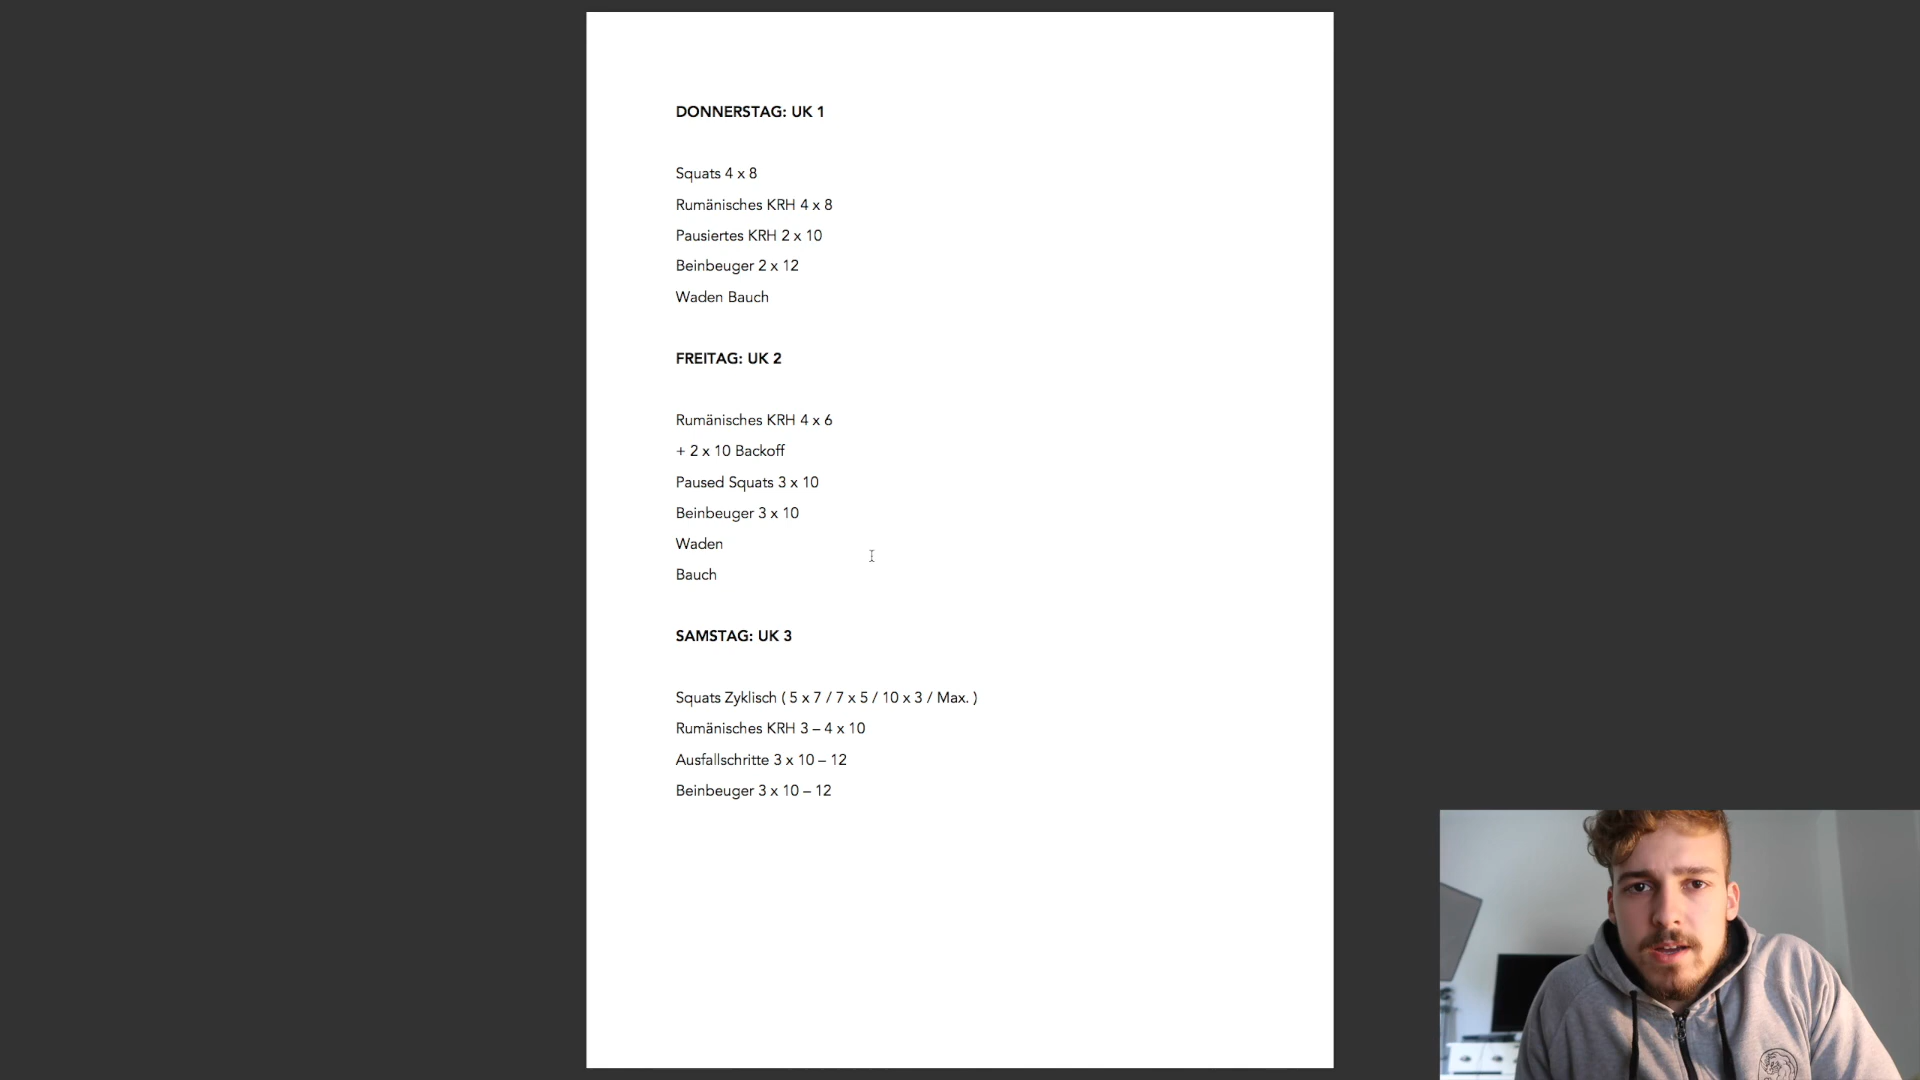 DONNERSTAG: UK 1
Squats 4 x 8
Rumänisches KRH 4 x 8
Pausiertes KRH 2 x 10
Beinbeuger 2 x 12
Waden Bauch
FREITAG: UK 2
Rumänisches KRH 4 x 6
+ 2 x 10 Backoff
Paused Squats 3 x 10
Beinbeuger 3 x 10
Waden
Bauch
SAMSTAG: UK 3
Squats Zyklisch ( 5 x 7 / 7 x 5 / 10 x 3 / Max. )
Rumänisches KRH 3 – 4 x 10
Ausfallschritte 3 x 10 – 12
Beinbeuger 3 x 10 – 12